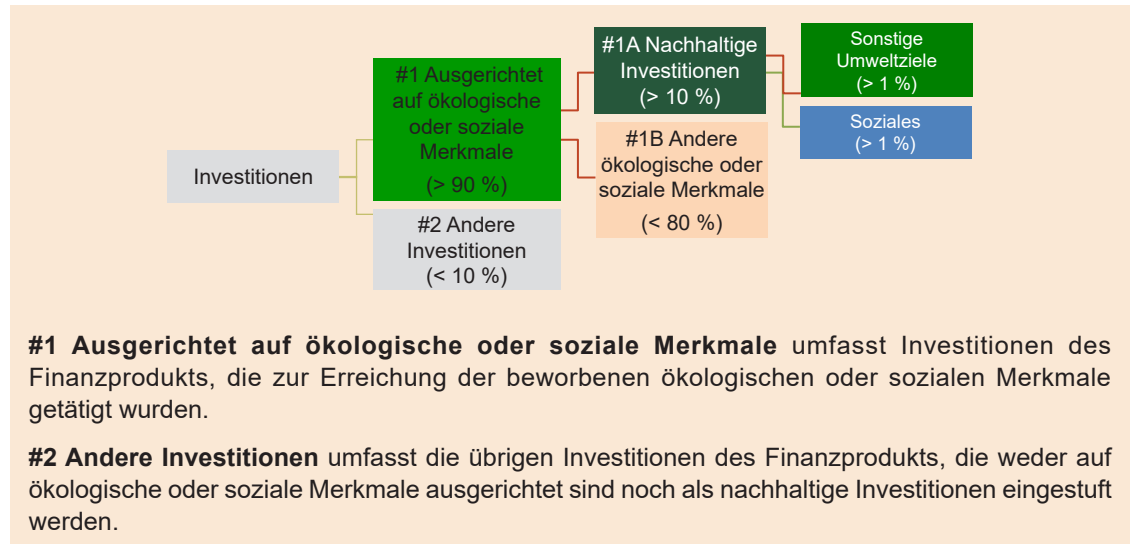 Investitionen
#1 Ausgerichtet
auf ökologische
oder soziale
Merkmale
(> 90 %)
#2 Andere
Investitionen
(< 10 %)
#1A Nachhaltige
Investitionen
(> 10 %)
#1B Andere
ökologische oder
soziale Merkmale
(< 80 %)
Sonstige
Umweltziele
(> 1 %)
Soziales
(> 1 %)
#1 Ausgerichtet auf ökologische oder soziale Merkmale umfasst Investitionen des
Finanzprodukts, die zur Erreichung der beworbenen ökologischen oder sozialen Merkmale
getätigt wurden.
#2 Andere Investitionen umfasst die übrigen Investitionen des Finanzprodukts, die weder auf
ökologische oder soziale Merkmale ausgerichtet sind noch als nachhaltige Investitionen eingestuft
werden.